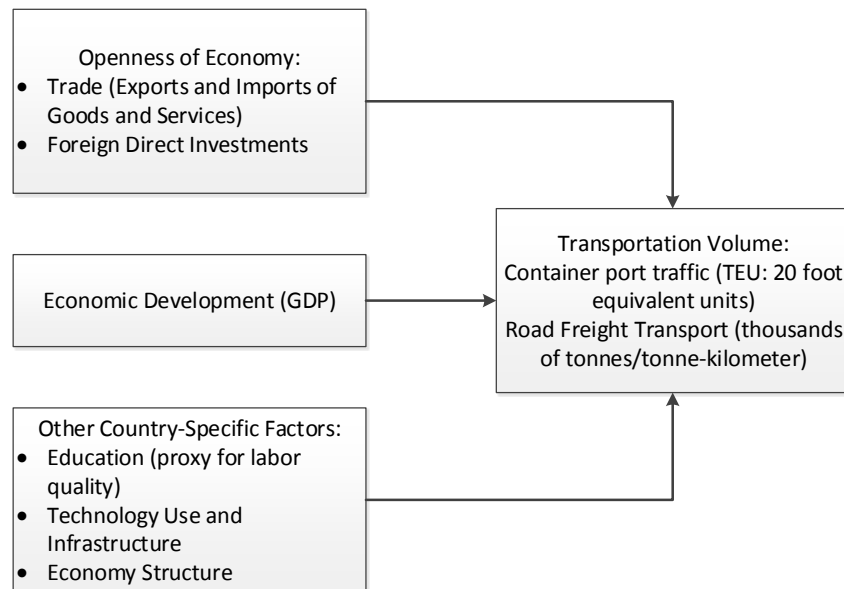 Openness of Economy:
• Trade (Exports and Imports of
Goods and Services)
• Foreign Direct Investments
Economic Development (GDP)
Other Country-Specific Factors:
• Education (proxy for labor
quality)
• Technology Use and
Infrastructure
• Economy Structure
Transportation Volume:
Container port traffic (TEU: 20 foot
equivalent units)
Road Freight Transport (thousands
of tonnes/tonne-kilometer)